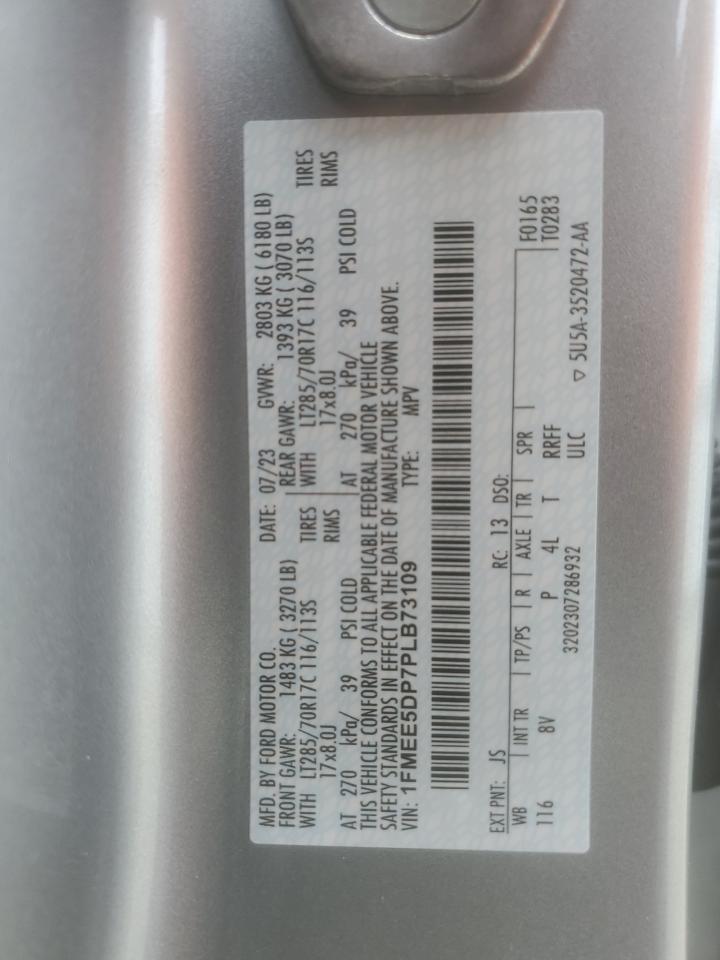 MFD. BY FORD MOTOR CO. DATE: 07/23 GVWR: 2803 KG ( 6180 LB)
FRONT GAWR: 1483 KG ( 3270 LB) REAR GAWR: 1393 KG ( 3070 LB)
WITH LT285/70R17C 116/113S TIRES WITH LT285/70R17C 116/113S TIRES
17x8.0J RIMS 17x8.0J RIMS
AT 270 kPa/ 39 PSI COLD AT 270 kPa/ 39 PSI COLD
THIS VEHICLE CONFORMS TO ALL APPLICABLE FEDERAL MOTOR VEHICLE
SAFETY STANDARDS IN EFFECT ON THE DATE OF MANUFACTURE SHOWN ABOVE.
VIN: 1FMEE5DP7PLB73109 TYPE: MPV
EXT PNT: JS RC: 13 DSO:
WB INT TR TP/PS R AXLE TR SPR F0165
116 8V P 4L T RRFF T0283
3202307286932 ULC ▽ 5U5A-3520472-AA